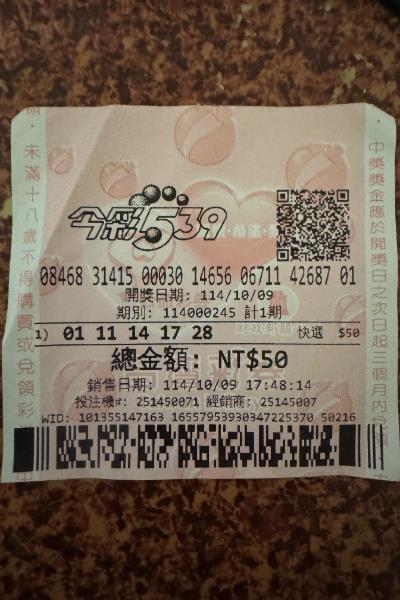 今彩539
08468 31415 00030 14656 06711 42687 01
開獎日期: 114/10/09
期別: 114000245 計1期
1) 01 11 14 17 28 快選 $50
總金額: NT$50
銷售日期: 114/10/09 17:48:14
投注機#: 251450071 經銷商: 25145007
WID: 101355147163 16557953930347225370 50216
未滿十八歲不得購買或兌領彩
中獎獎金應於開獎日之次日起三個月內